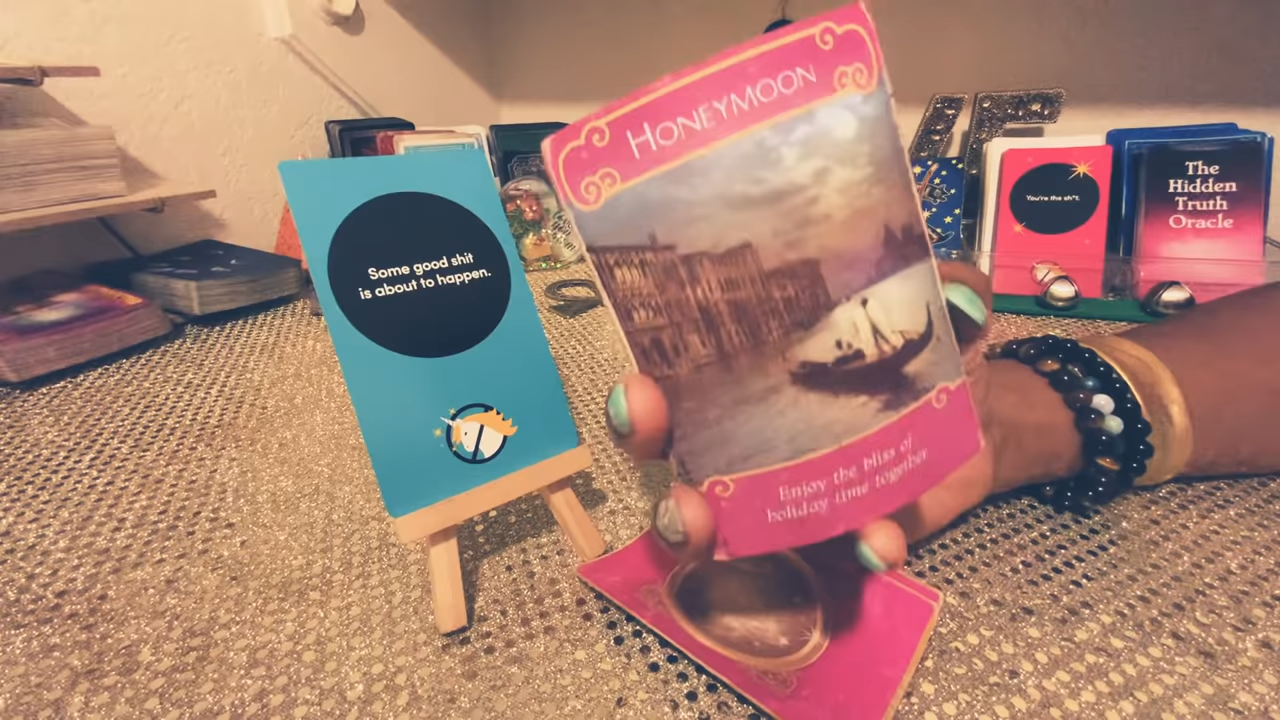 Some good shit
is about to happen.
HONEYMOON
Enjoy the bliss of
holiday time together
You're the sh*t.
The
Hidden
Truth
Oracle